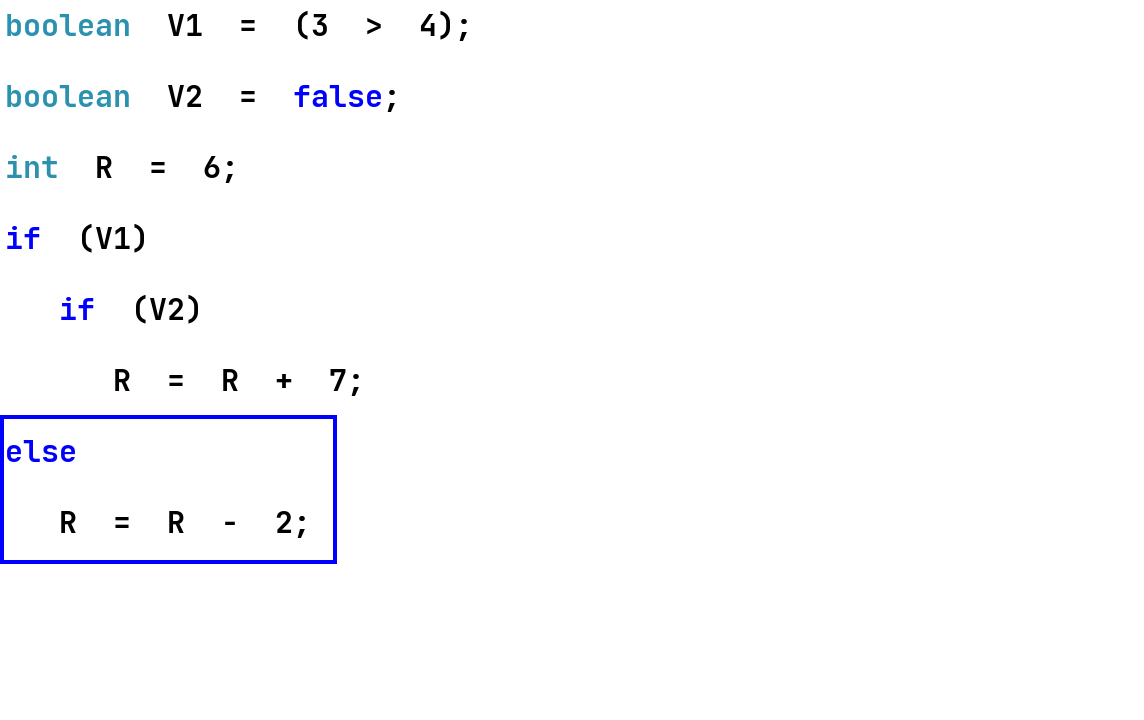 boolean  V1  =  (3  >  4);
boolean  V2  =  false;
int  R  =  6;
if  (V1)
   if  (V2)
      R  =  R  +  7;
else
   R  =  R  -  2;